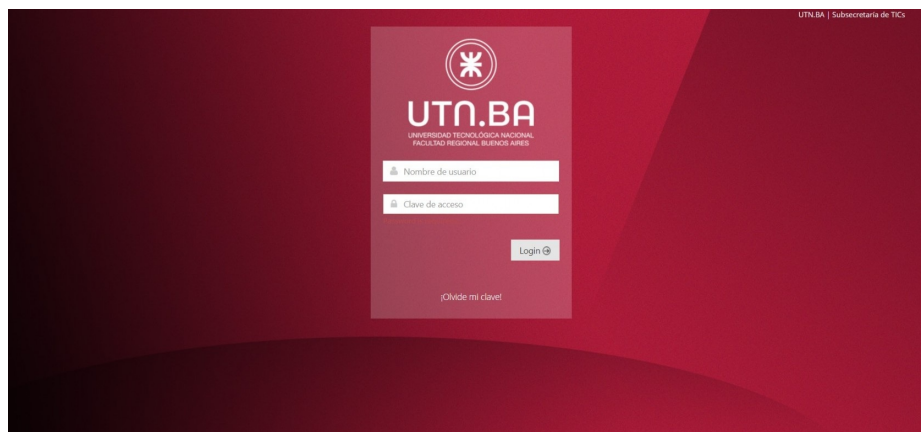 UTN.BA | Subsecretaría de TICs
UTN.BA
UNIVERSIDAD TECNOLÓGICA NACIONAL
FACULTAD REGIONAL BUENOS AIRES
Nombre de usuario
Clave de acceso
Login
¡Olvide mi clave!